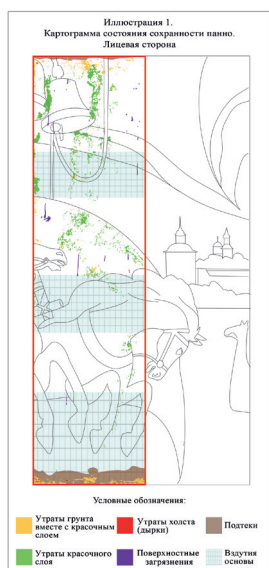 Иллюстрация 1.
Картограмма состояния сохранности панно.
Лицевая сторона
Условные обозначения:
Утраты грунта
вместе с красочным
слоем
Утраты холста
(дырки)
Подтеки
Утраты красочного
слоя
Поверхностные
загрязнения
Вздутия
основы